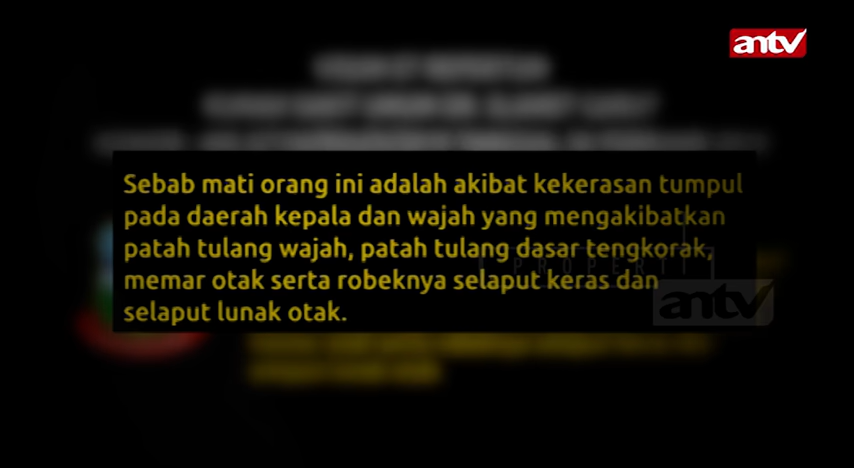 antv
Sebab mati orang ini adalah akibat kekerasan tumpul
pada daerah kepala dan wajah yang mengakibatkan
patah tulang wajah, patah tulang dasar tengkorak,
memar otak serta robeknya selaput keras dan
selaput lunak otak.
PROPERTI
antv